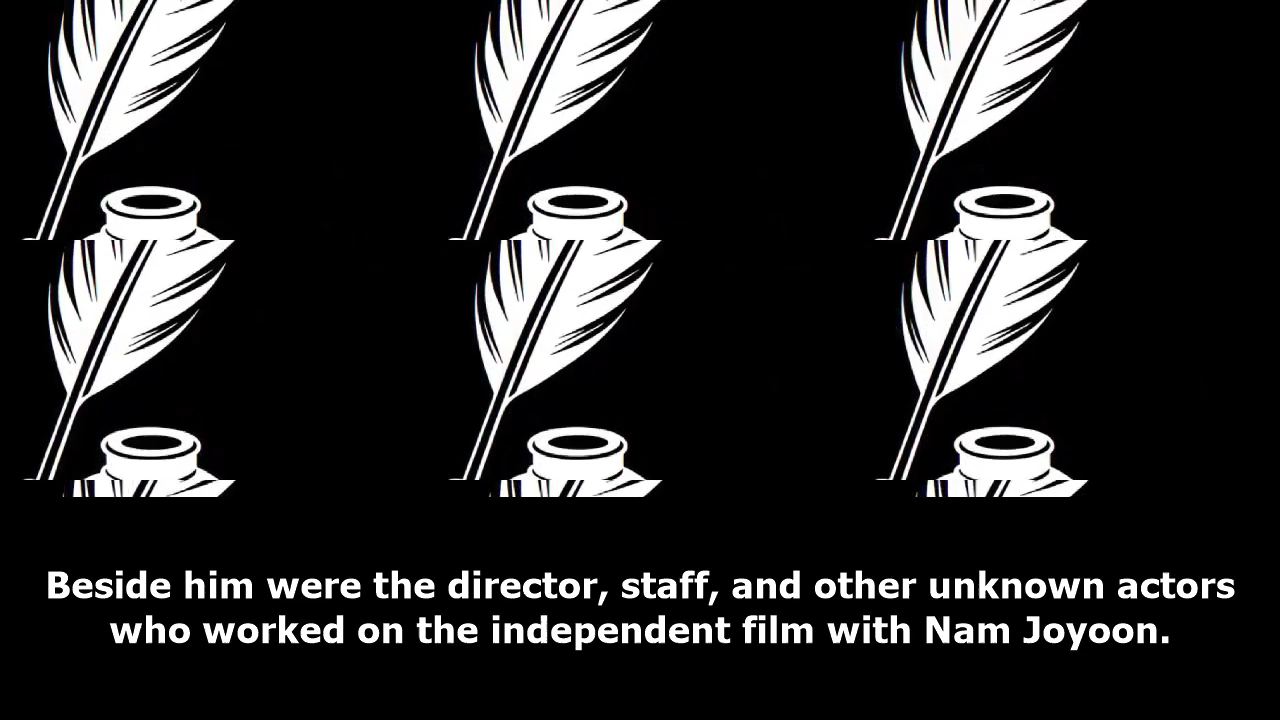 Beside him were the director, staff, and other unknown actors
who worked on the independent film with Nam Joyoon.